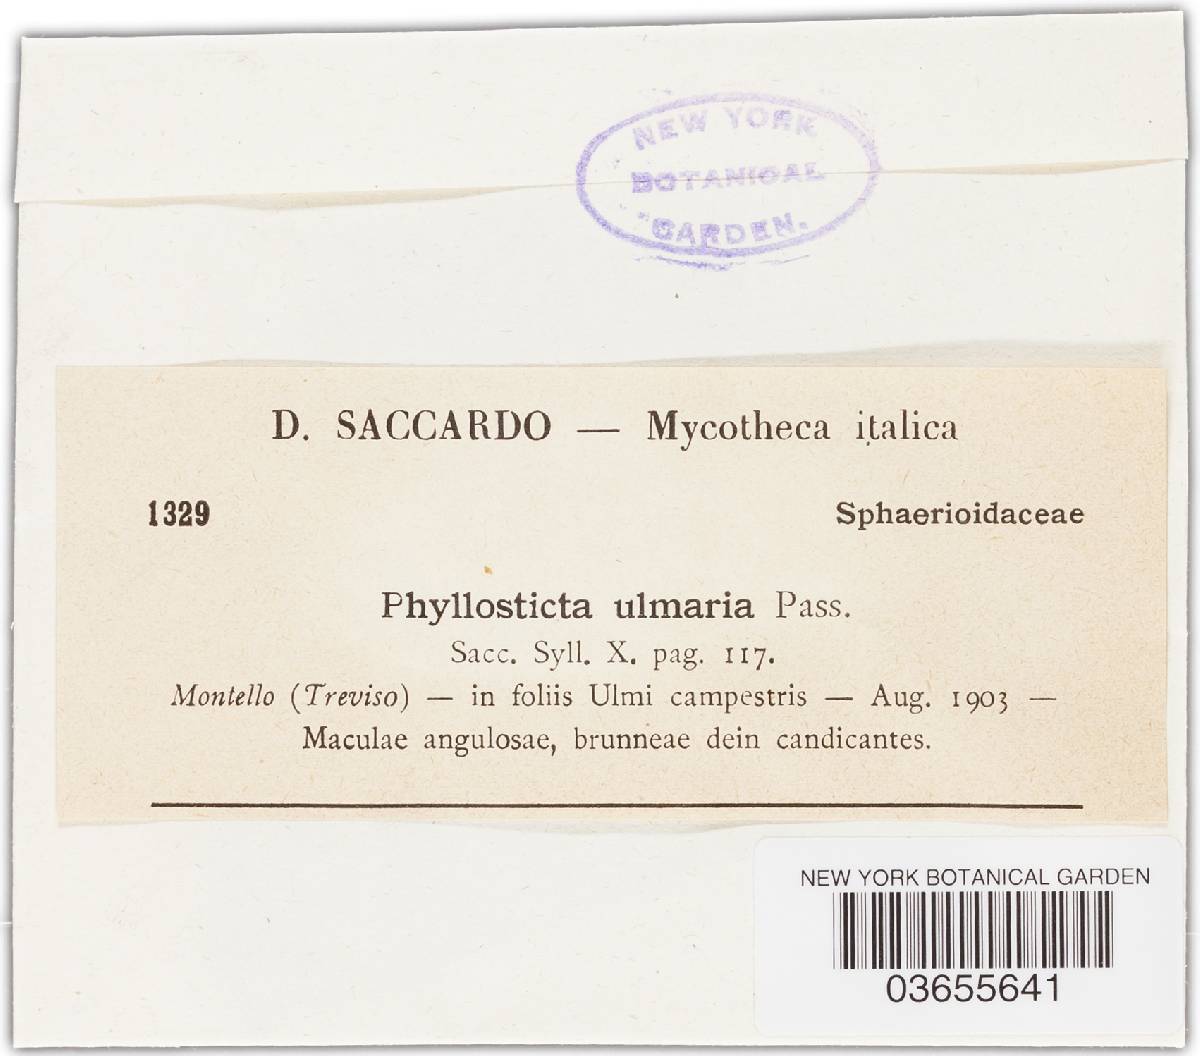 NEW YORK
BOTANICAL
GARDEN.
D. SACCARDO — Mycotheca italica
1329 Sphaerioidaceae
Phyllosticta ulmaria Pass.
Sacc. Syll. X. pag. 117.
Montello (Treviso) — in foliis Ulmi campestris — Aug. 1903 —
Maculae angulosae, brunneae dein candicantes.
NEW YORK BOTANICAL GARDEN
03655641